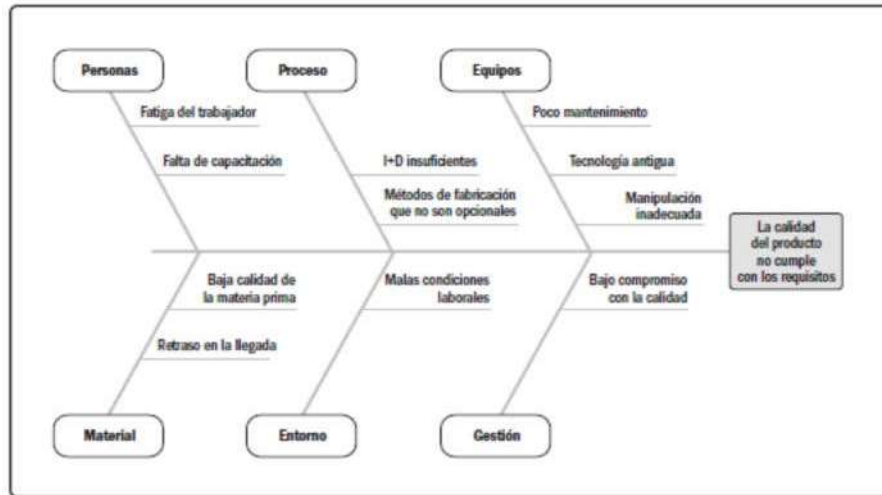 Personas
Proceso
Equipos
Fatiga del trabajador
Falta de capacitación
I+D insuficientes
Métodos de fabricación
que no son opcionales
Poco mantenimiento
Tecnología antigua
Manipulación
inadecuada
La calidad
del producto
no cumple
con los requisitos
Baja calidad de
la materia prima
Retraso en la llegada
Malas condiciones
laborales
Bajo compromiso
con la calidad
Material
Entorno
Gestión